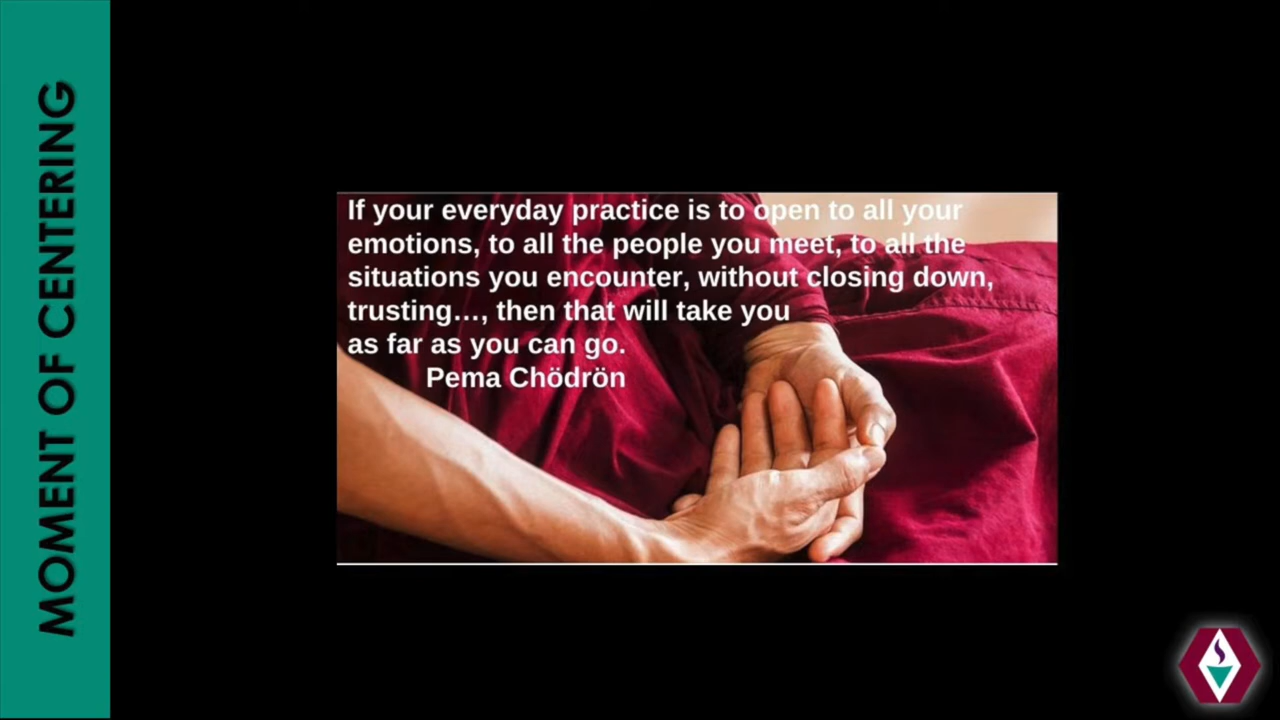 MOMENT OF CENTERING
If your everyday practice is to open to all your
emotions, to all the people you meet, to all the
situations you encounter, without closing down,
trusting…, then that will take you
as far as you can go.
Pema Chödrön